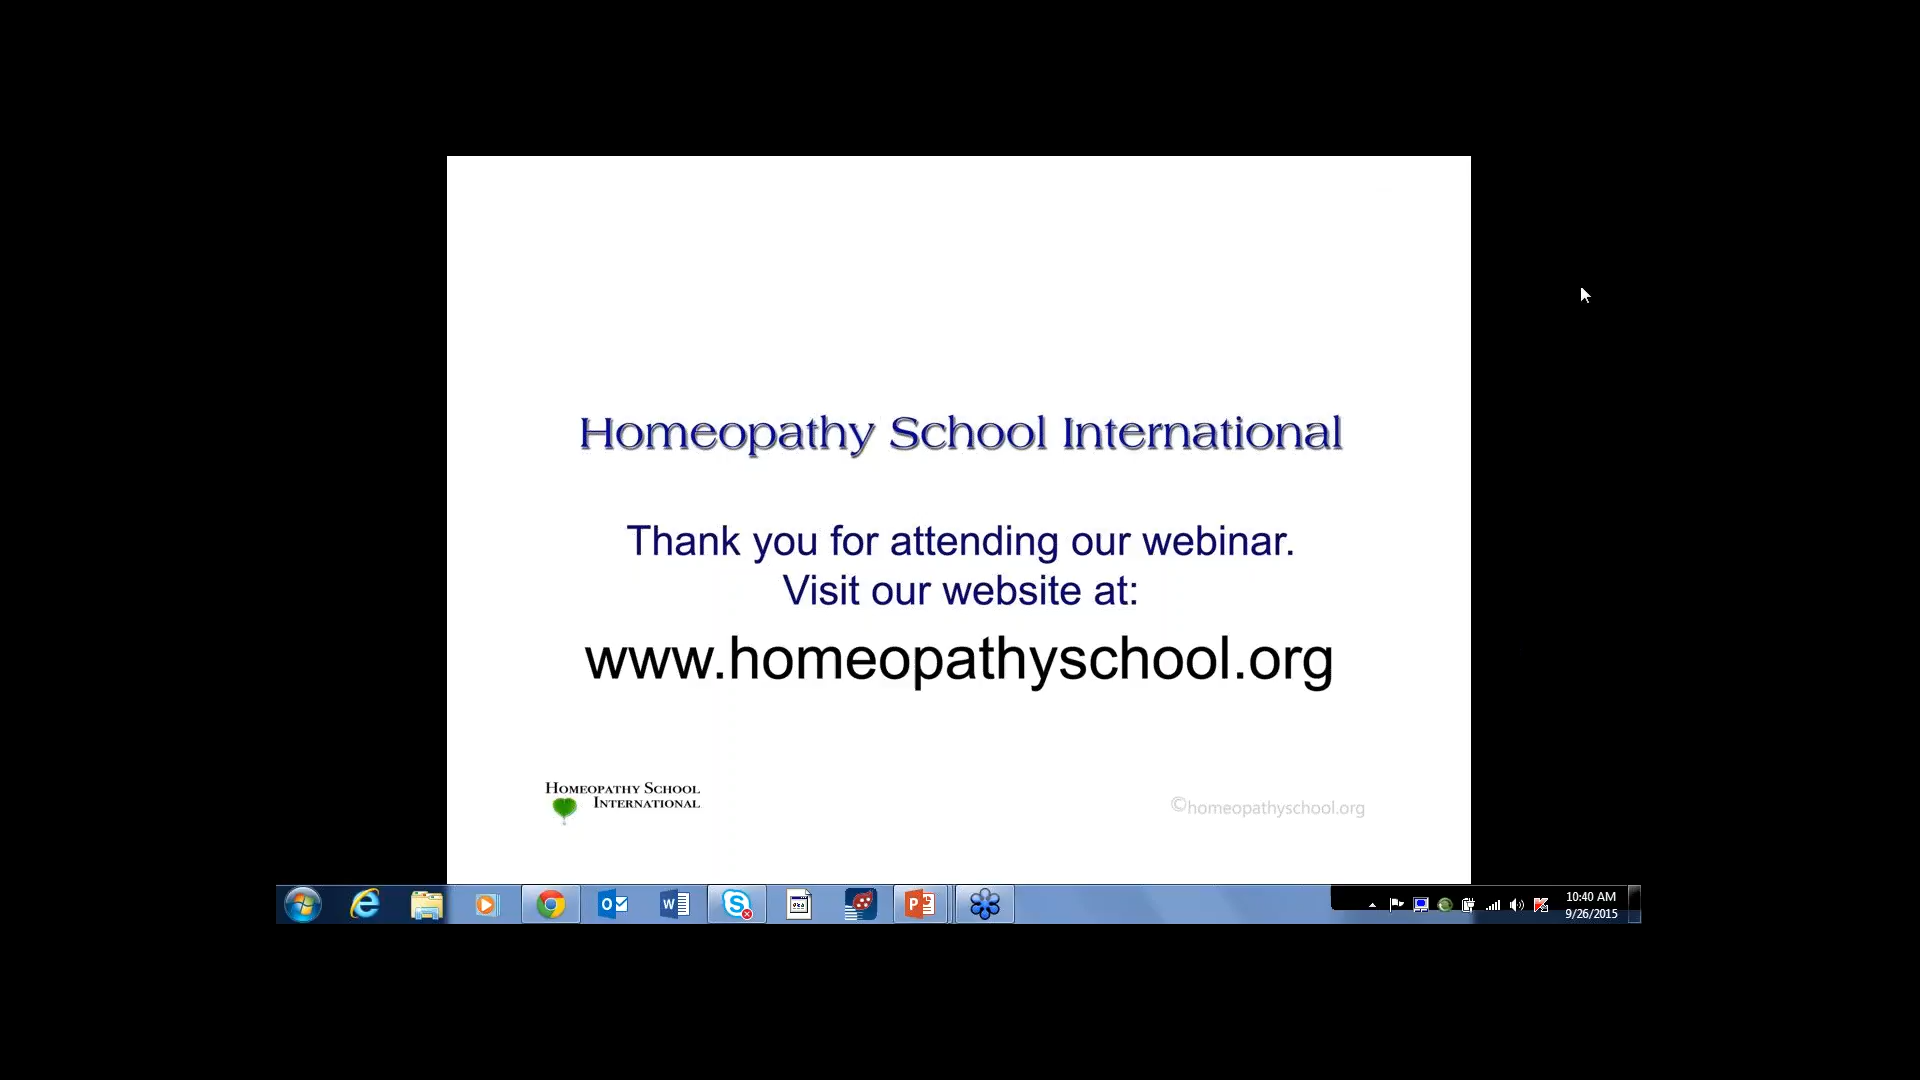 Homeopathy School International
Thank you for attending our webinar.
Visit our website at:
www.homeopathyschool.org
HOMEOPATHY SCHOOL
INTERNATIONAL
©homeopathyschool.org
10:40 AM
9/26/2015